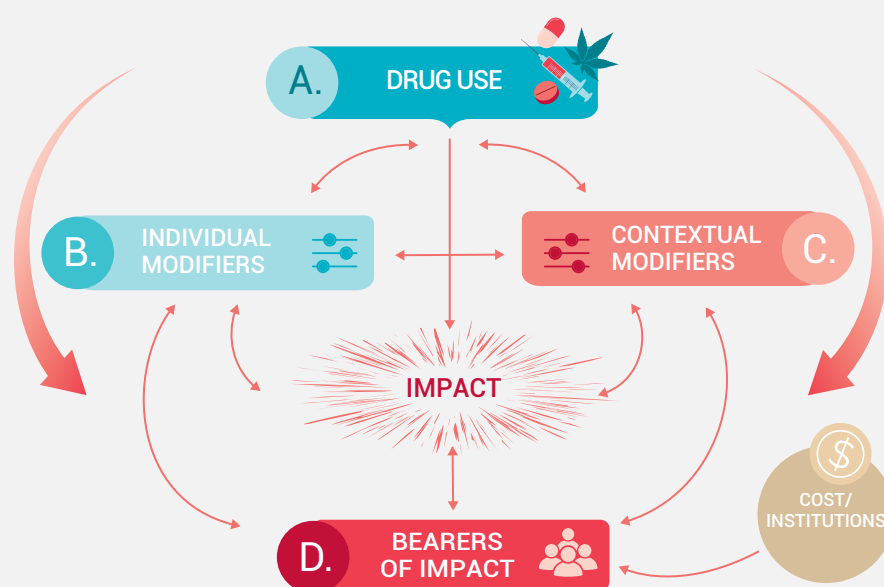 A.
DRUG USE
B.
INDIVIDUAL
MODIFIERS
CONTEXTUAL
MODIFIERS
C.
IMPACT
$
COST/
INSTITUTIONS
D.
BEARERS
OF IMPACT